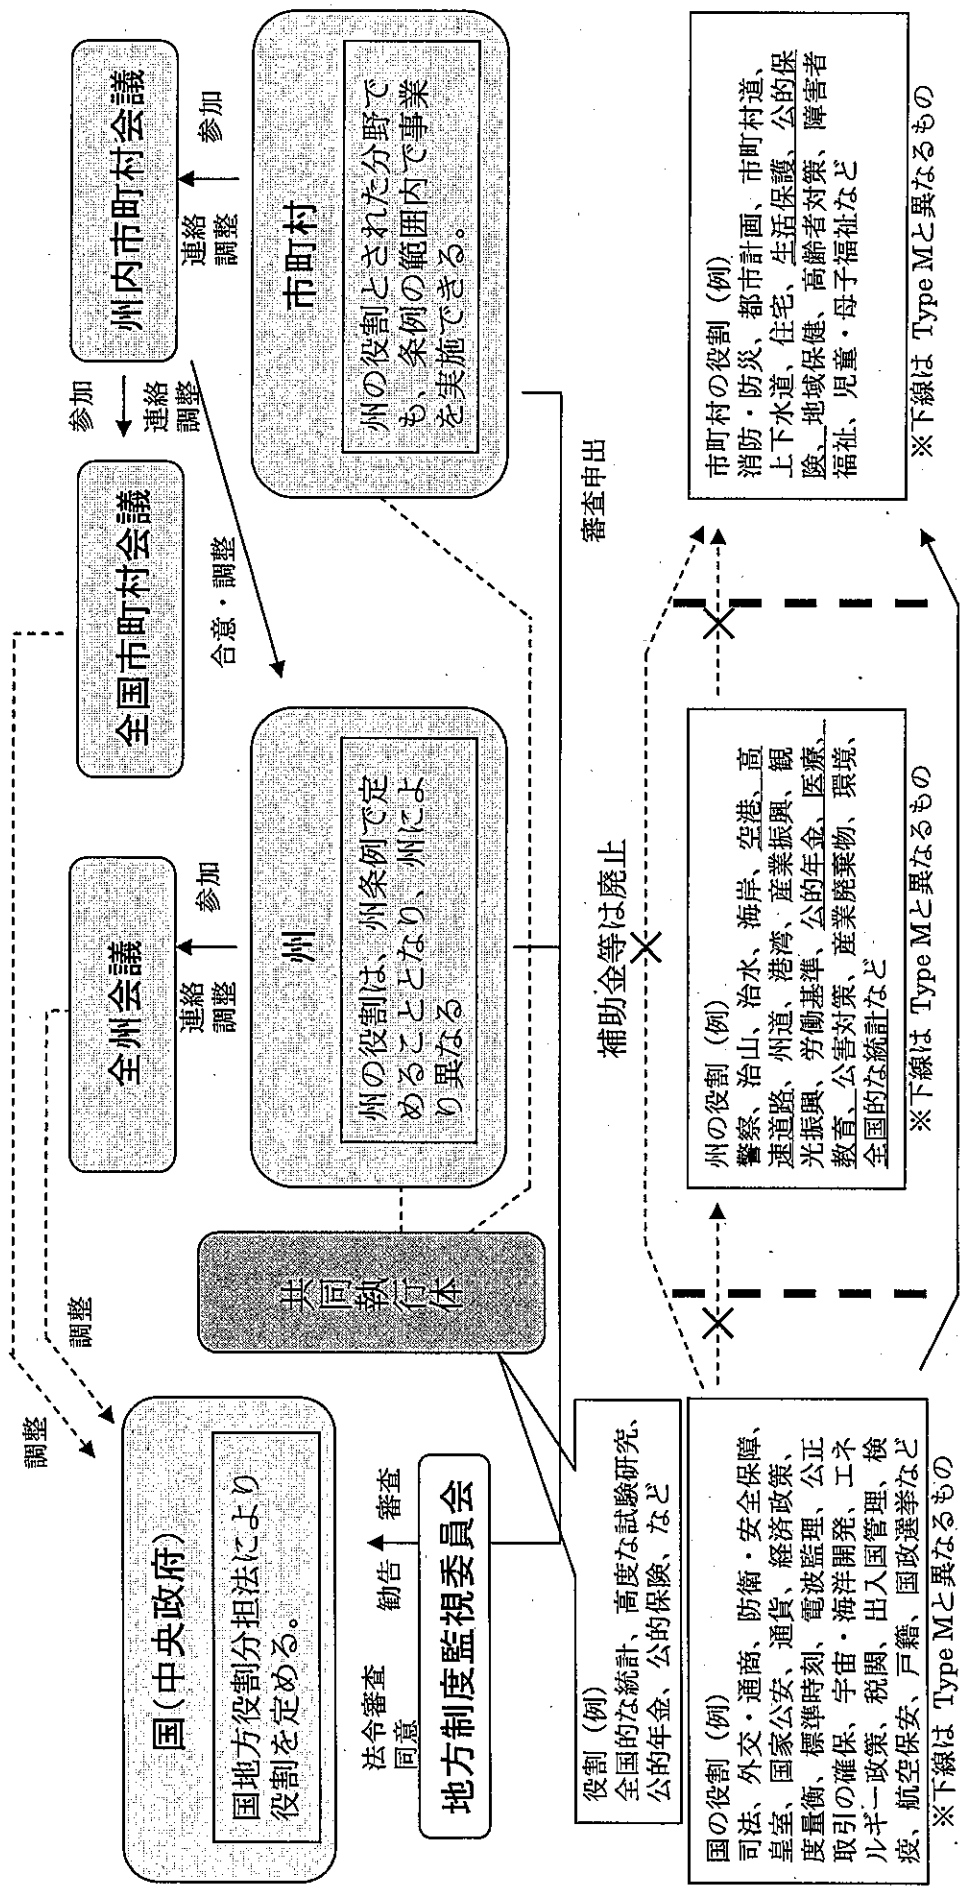 国(中央政府)
国地方役割分担法により
役割を定める。
調整
調整
全州会議
全国市町村会議
参加
連絡
調整
州内市町村会議
参加
連絡
調整
参加
連絡
調整
合意・調整
州
州の役割は、州条例で定
めることとなり、州によ
り異なる
市町村
州の役割とされた分野で
も、条例の範囲内で事業
を実施できる。
共同執行体
法令審査
同意
勧告
審査
地方制度監視委員会
審査申出
役割(例)
全国的な統計、高度な試験研究、
公的年金、公的保険、など
補助金等は廃止
国の役割(例)
司法、外交・通商、防衛・安全保障、
皇室、国家公安、通貨、経済政策、
度量衡、標準時刻、電波監理、公正
取引の確保、宇宙・海洋開発、エネ
ルギー政策、税関、出入国管理、検
疫、航空保安、戸籍、国政選挙など
※下線は Type Mと異なるもの
州の役割(例)
警察、治山、治水、海岸、空港、高
速道路、州道、港湾、産業振興、観
光振興、労働基準、公的年金、医療、
教育、公害対策、産業廃棄物、環境、
全国的な統計など
※下線は Type Mと異なるもの
市町村の役割(例)
消防・防災、都市計画、市町村道、
上下水道、住宅、生活保護、公的保
険、地域保健、高齢者対策、障害者
福祉、児童・母子福祉など
※下線は Type Mと異なるもの